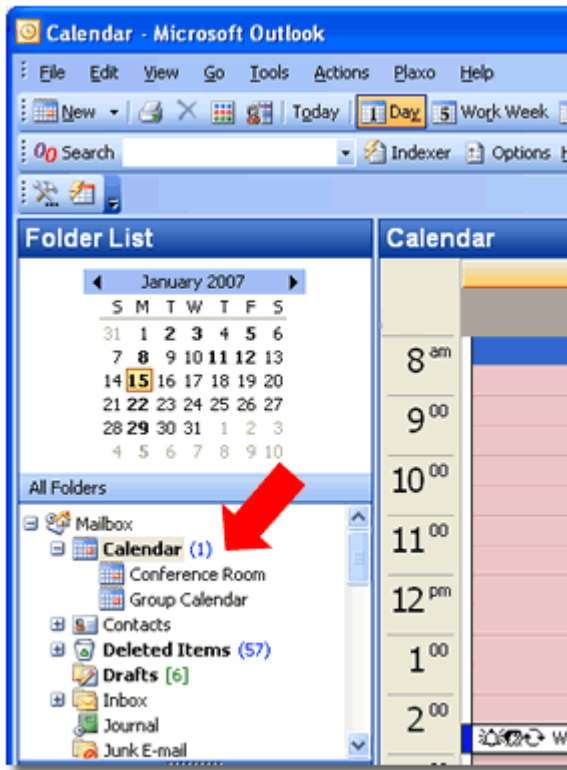 Calendar - Microsoft Outlook
File Edit View Go Tools Actions Plaxo Help
New Today 1 Day 5 Work Week
Search Indexer Options
Folder List
Calendar
January 2007
S M T W T F S
31 1 2 3 4 5 6
7 8 9 10 11 12 13
14 15 16 17 18 19 20
21 22 23 24 25 26 27
28 29 30 31 1 2 3
4 5 6 7 8 9 10
All Folders
Mailbox
Calendar (1)
Conference Room
Group Calendar
Contacts
Deleted Items (57)
Drafts [6]
Inbox
Journal
Junk E-mail
8 am
9 00
10 00
11 00
12 pm
1 00
2 00
W